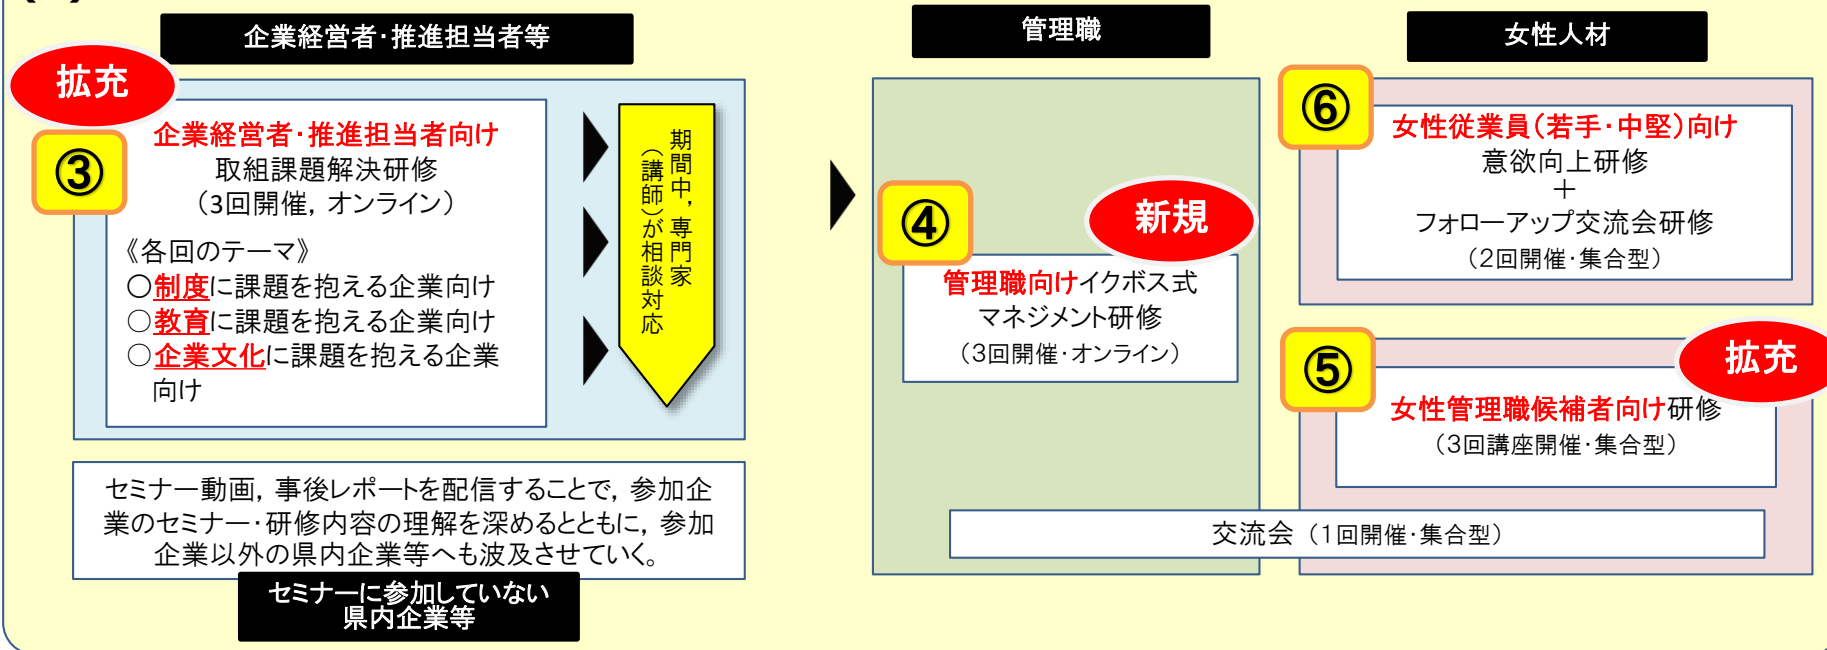 企業経営者・推進担当者等
拡充
③
企業経営者・推進担当者向け
取組課題解決研修
（3回開催，オンライン）
《各回のテーマ》
○制度に課題を抱える企業向け
○教育に課題を抱える企業向け
○企業文化に課題を抱える企業
向け
期間中，専門家
（講師）が相談対応
セミナー動画，事後レポートを配信することで，参加企
業のセミナー・研修内容の理解を深めるとともに，参加
企業以外の県内企業等へも波及させていく。
セミナーに参加していない
県内企業等
管理職
④
新規
管理職向けイクボス式
マネジメント研修
（3回開催・オンライン）
女性人材
⑥
女性従業員（若手・中堅）向け
意欲向上研修
＋
フォローアップ交流会研修
（2回開催・集合型）
⑤
拡充
女性管理職候補者向け研修
（3回講座開催・集合型）
交流会（1回開催・集合型）